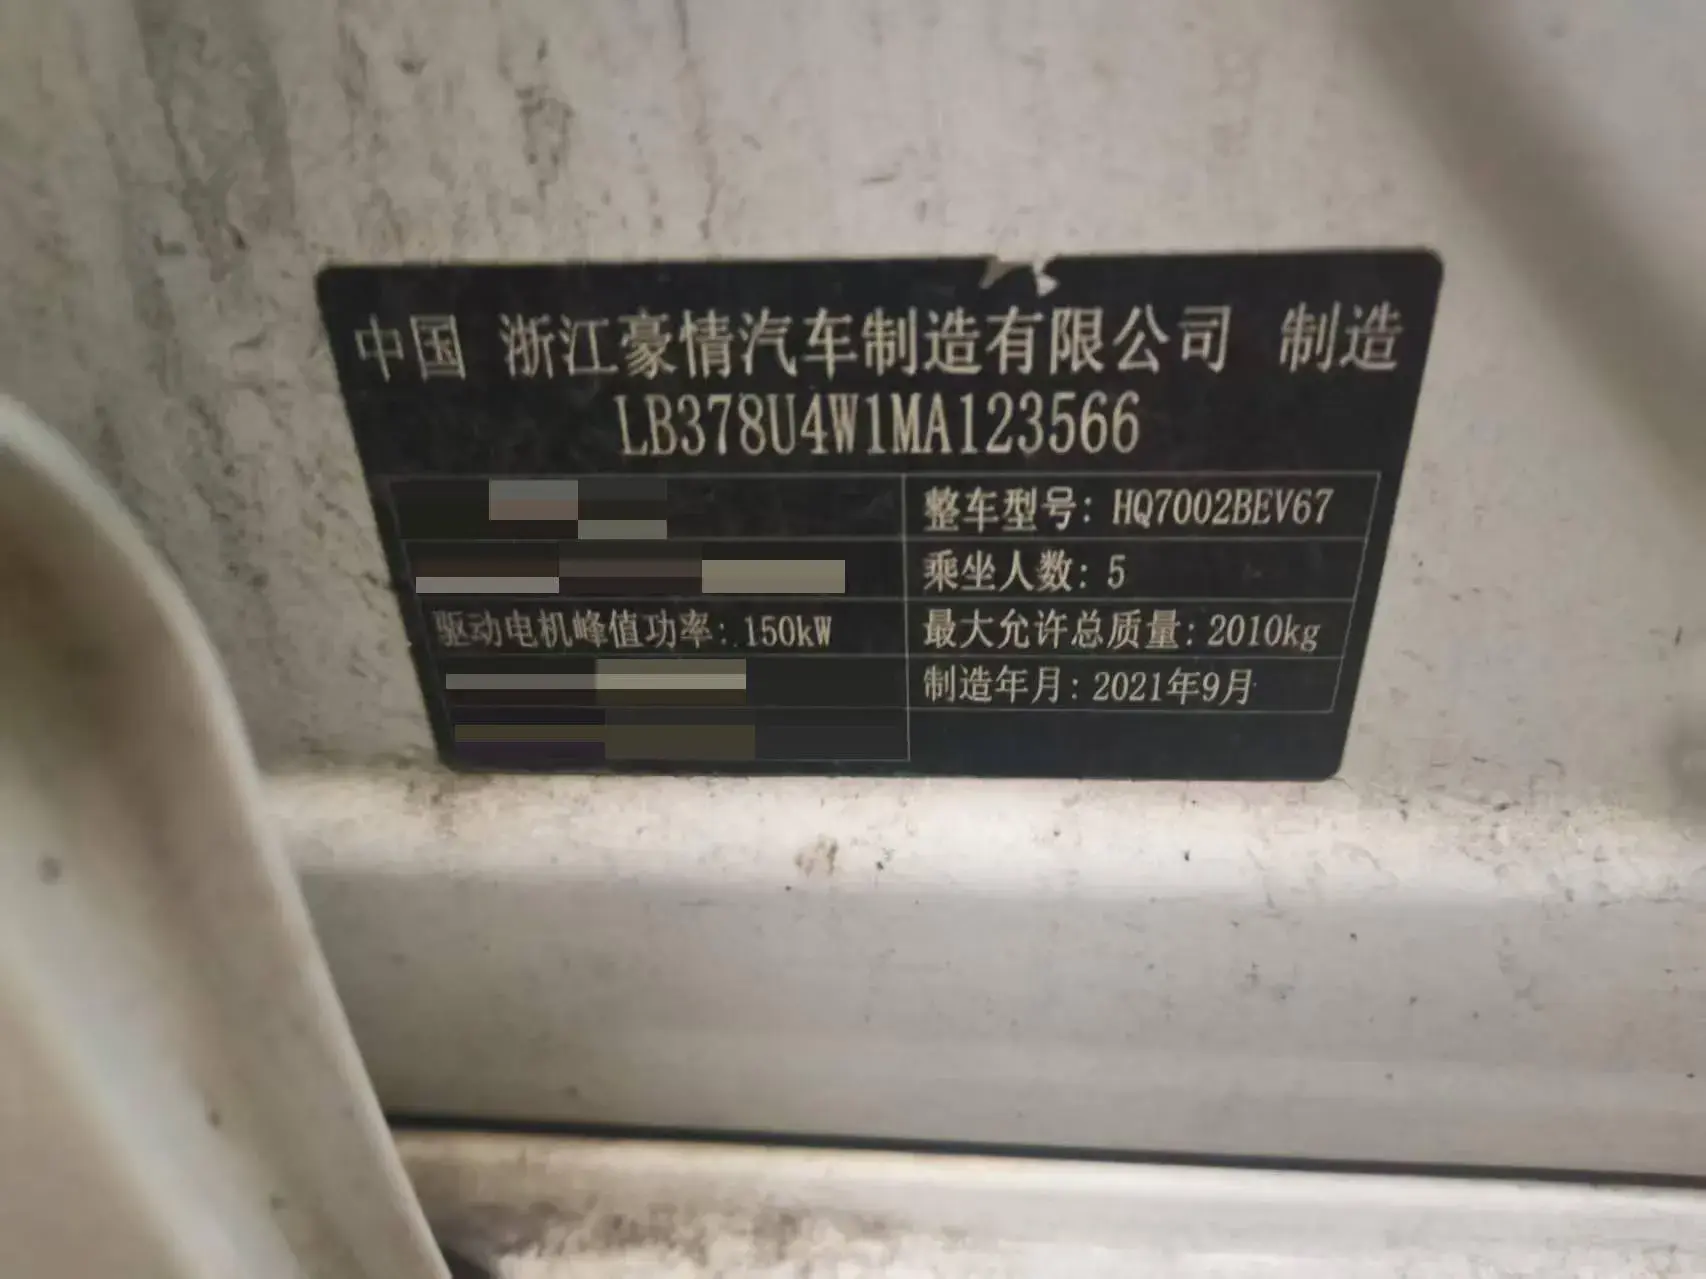 中国 浙江豪情汽车制造有限公司 制造
LB378U4W1MA123566
整车型号: HQ7002BEV67
乘坐人数: 5
驱动电机峰值功率: 150kW 最大允许总质量: 2010kg
制造年月: 2021年9月